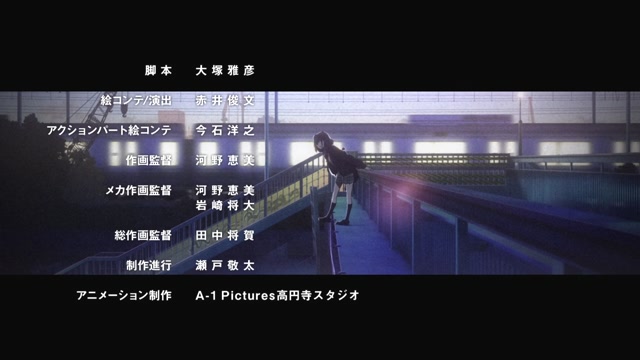 脚本 大塚雅彦
絵コンテ/演出 赤井俊文
アクションパート絵コンテ 今石洋之
作画監督 河野恵美
メカ作画監督 河野恵美
岩崎将大
総作画監督 田中将賀
制作進行 瀬戸敬太
アニメーション制作 A-1 Pictures高円寺スタジオ